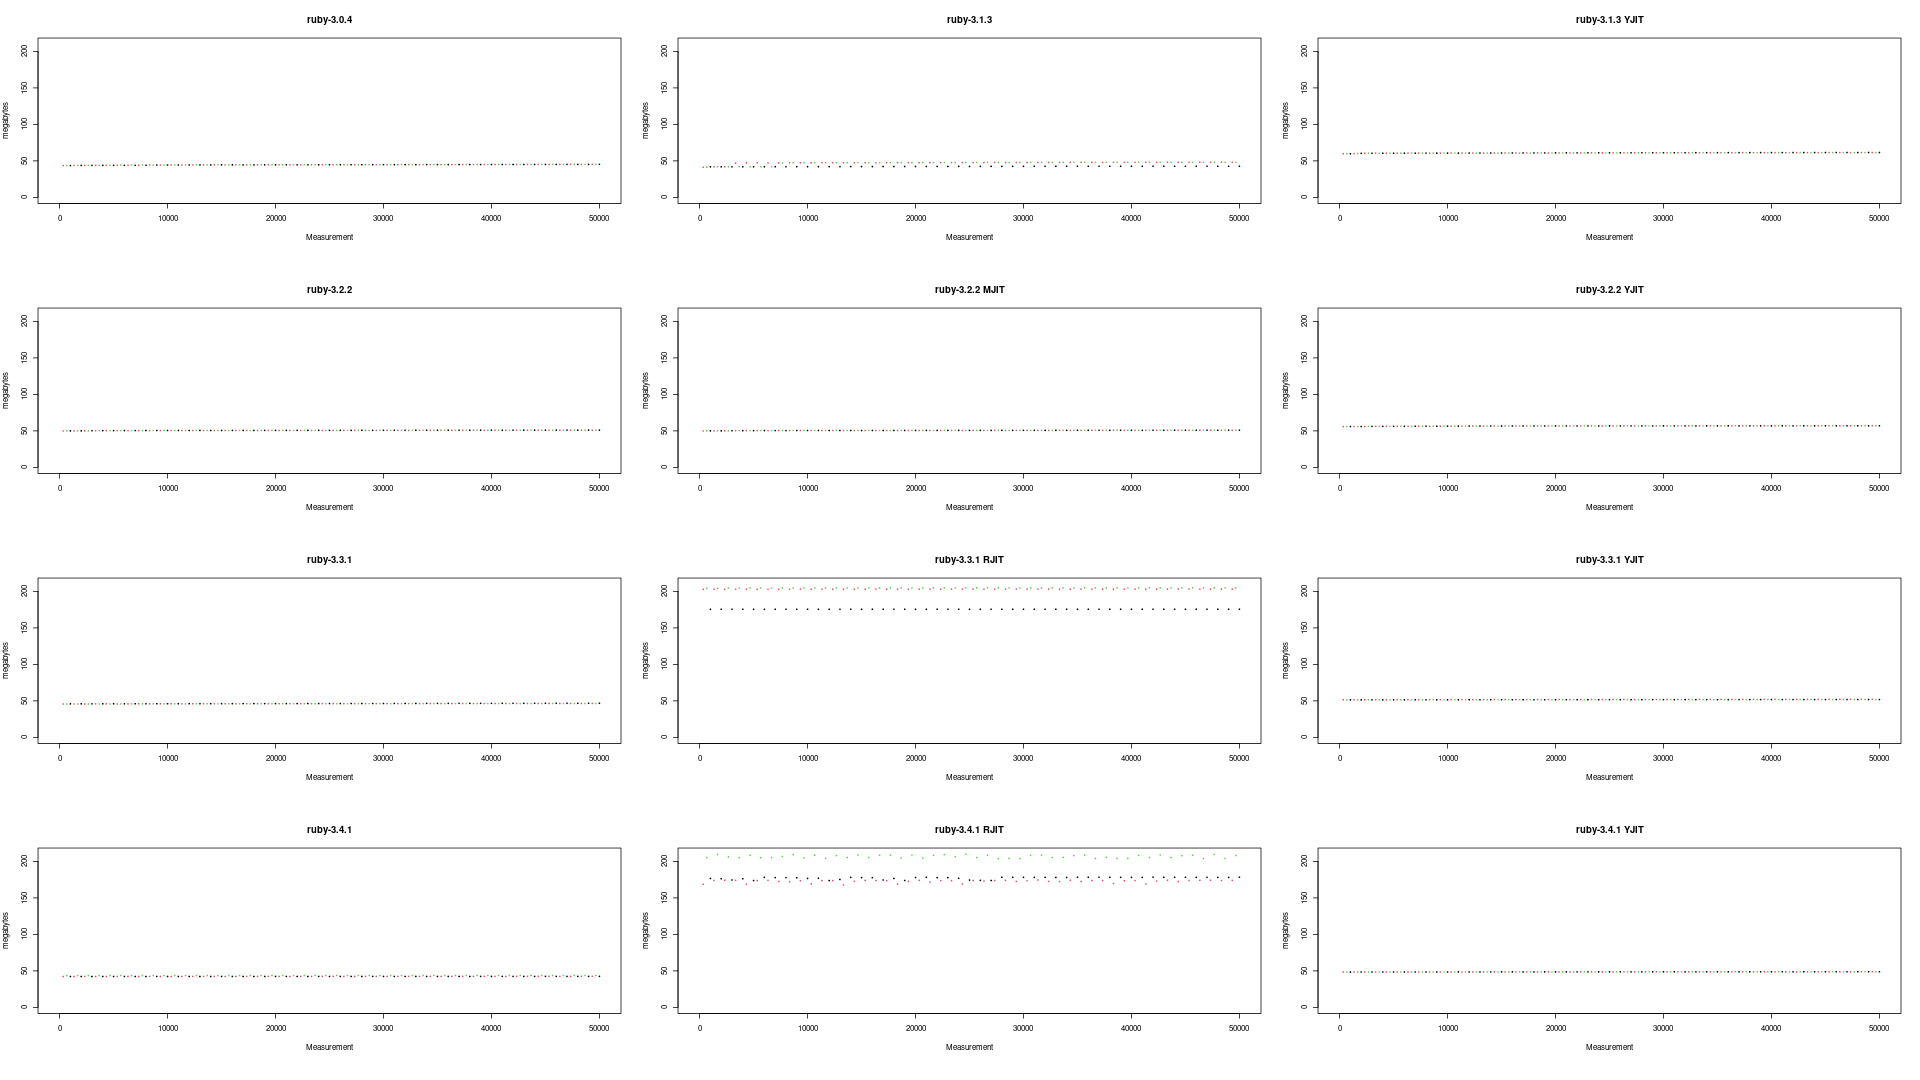 ruby-3.0.4
200
150
100
50
0
megabytes
0 10000 20000 30000 40000 50000
Measurement
ruby-3.1.3
200
150
100
50
0
megabytes
0 10000 20000 30000 40000 50000
Measurement
ruby-3.1.3 YJIT
200
150
100
50
0
megabytes
0 10000 20000 30000 40000 50000
Measurement
ruby-3.2.2
200
150
100
50
0
megabytes
0 10000 20000 30000 40000 50000
Measurement
ruby-3.2.2 MJIT
200
150
100
50
0
megabytes
0 10000 20000 30000 40000 50000
Measurement
ruby-3.2.2 YJIT
200
150
100
50
0
megabytes
0 10000 20000 30000 40000 50000
Measurement
ruby-3.3.1
200
150
100
50
0
megabytes
0 10000 20000 30000 40000 50000
Measurement
ruby-3.3.1 RJIT
200
150
100
50
0
megabytes
0 10000 20000 30000 40000 50000
Measurement
ruby-3.3.1 YJIT
200
150
100
50
0
megabytes
0 10000 20000 30000 40000 50000
Measurement
ruby-3.4.1
200
150
100
50
0
megabytes
0 10000 20000 30000 40000 50000
Measurement
ruby-3.4.1 RJIT
200
150
100
50
0
megabytes
0 10000 20000 30000 40000 50000
Measurement
ruby-3.4.1 YJIT
200
150
100
50
0
megabytes
0 10000 20000 30000 40000 50000
Measurement